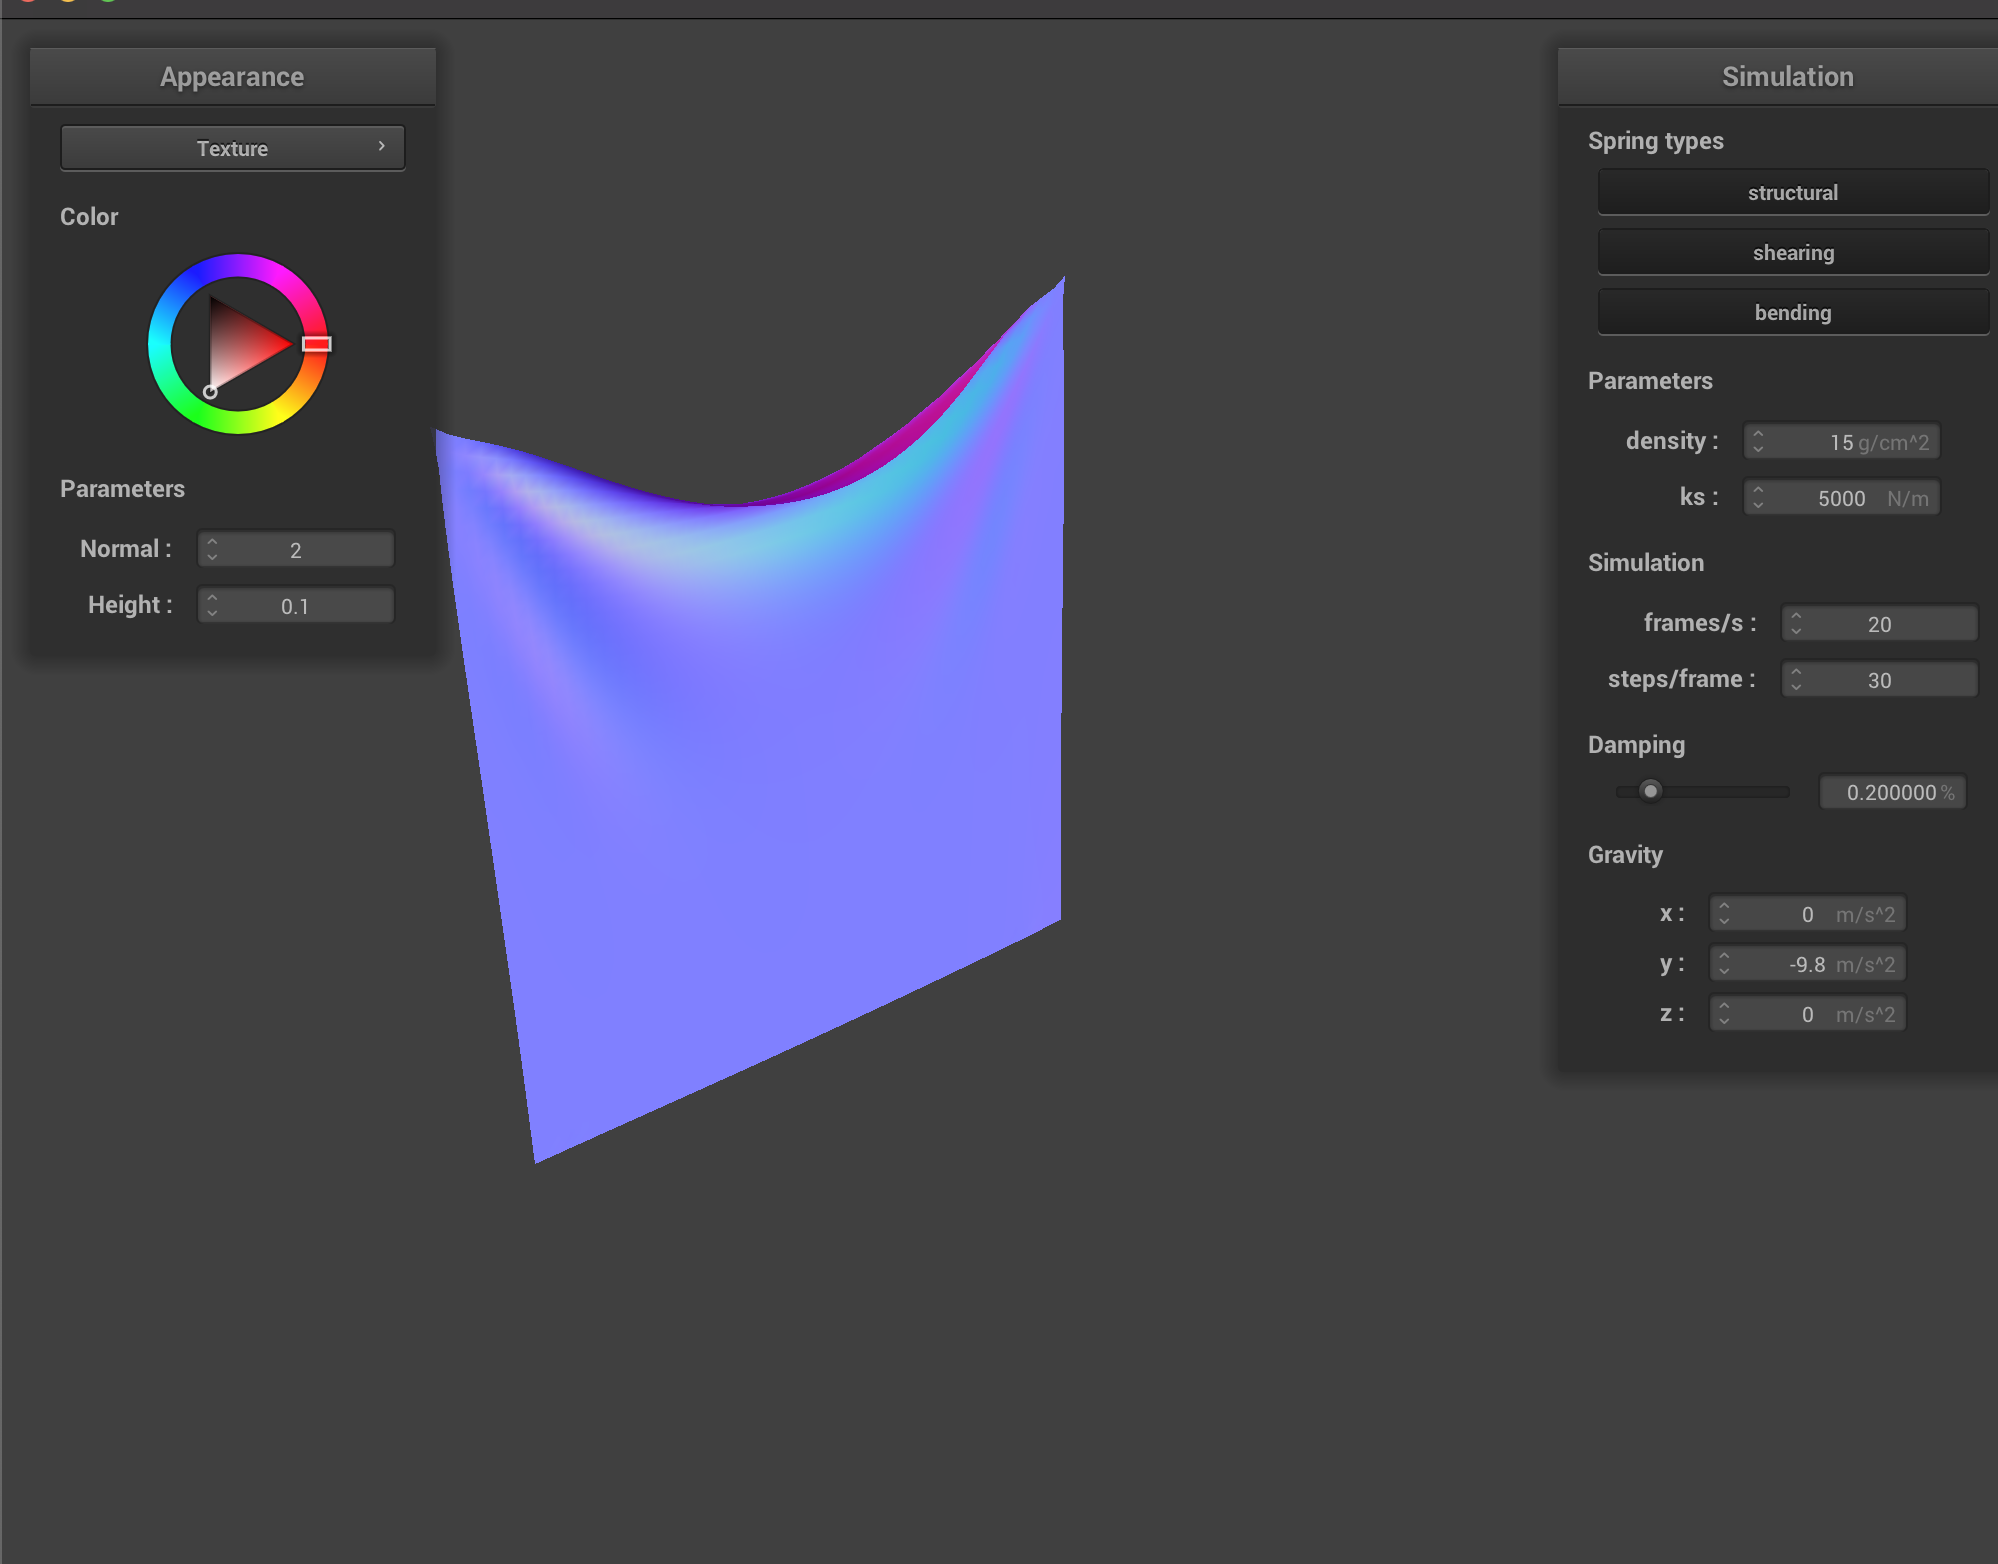 Appearance
Texture
Color
Parameters
Normal : 2
Height : 0.1
Simulation
Spring types
structural
shearing
bending
Parameters
density : 15 g/cm^2
ks : 5000 N/m
Simulation
frames/s : 20
steps/frame : 30
Damping
0.200000 %
Gravity
x : 0 m/s^2
y : -9.8 m/s^2
z : 0 m/s^2